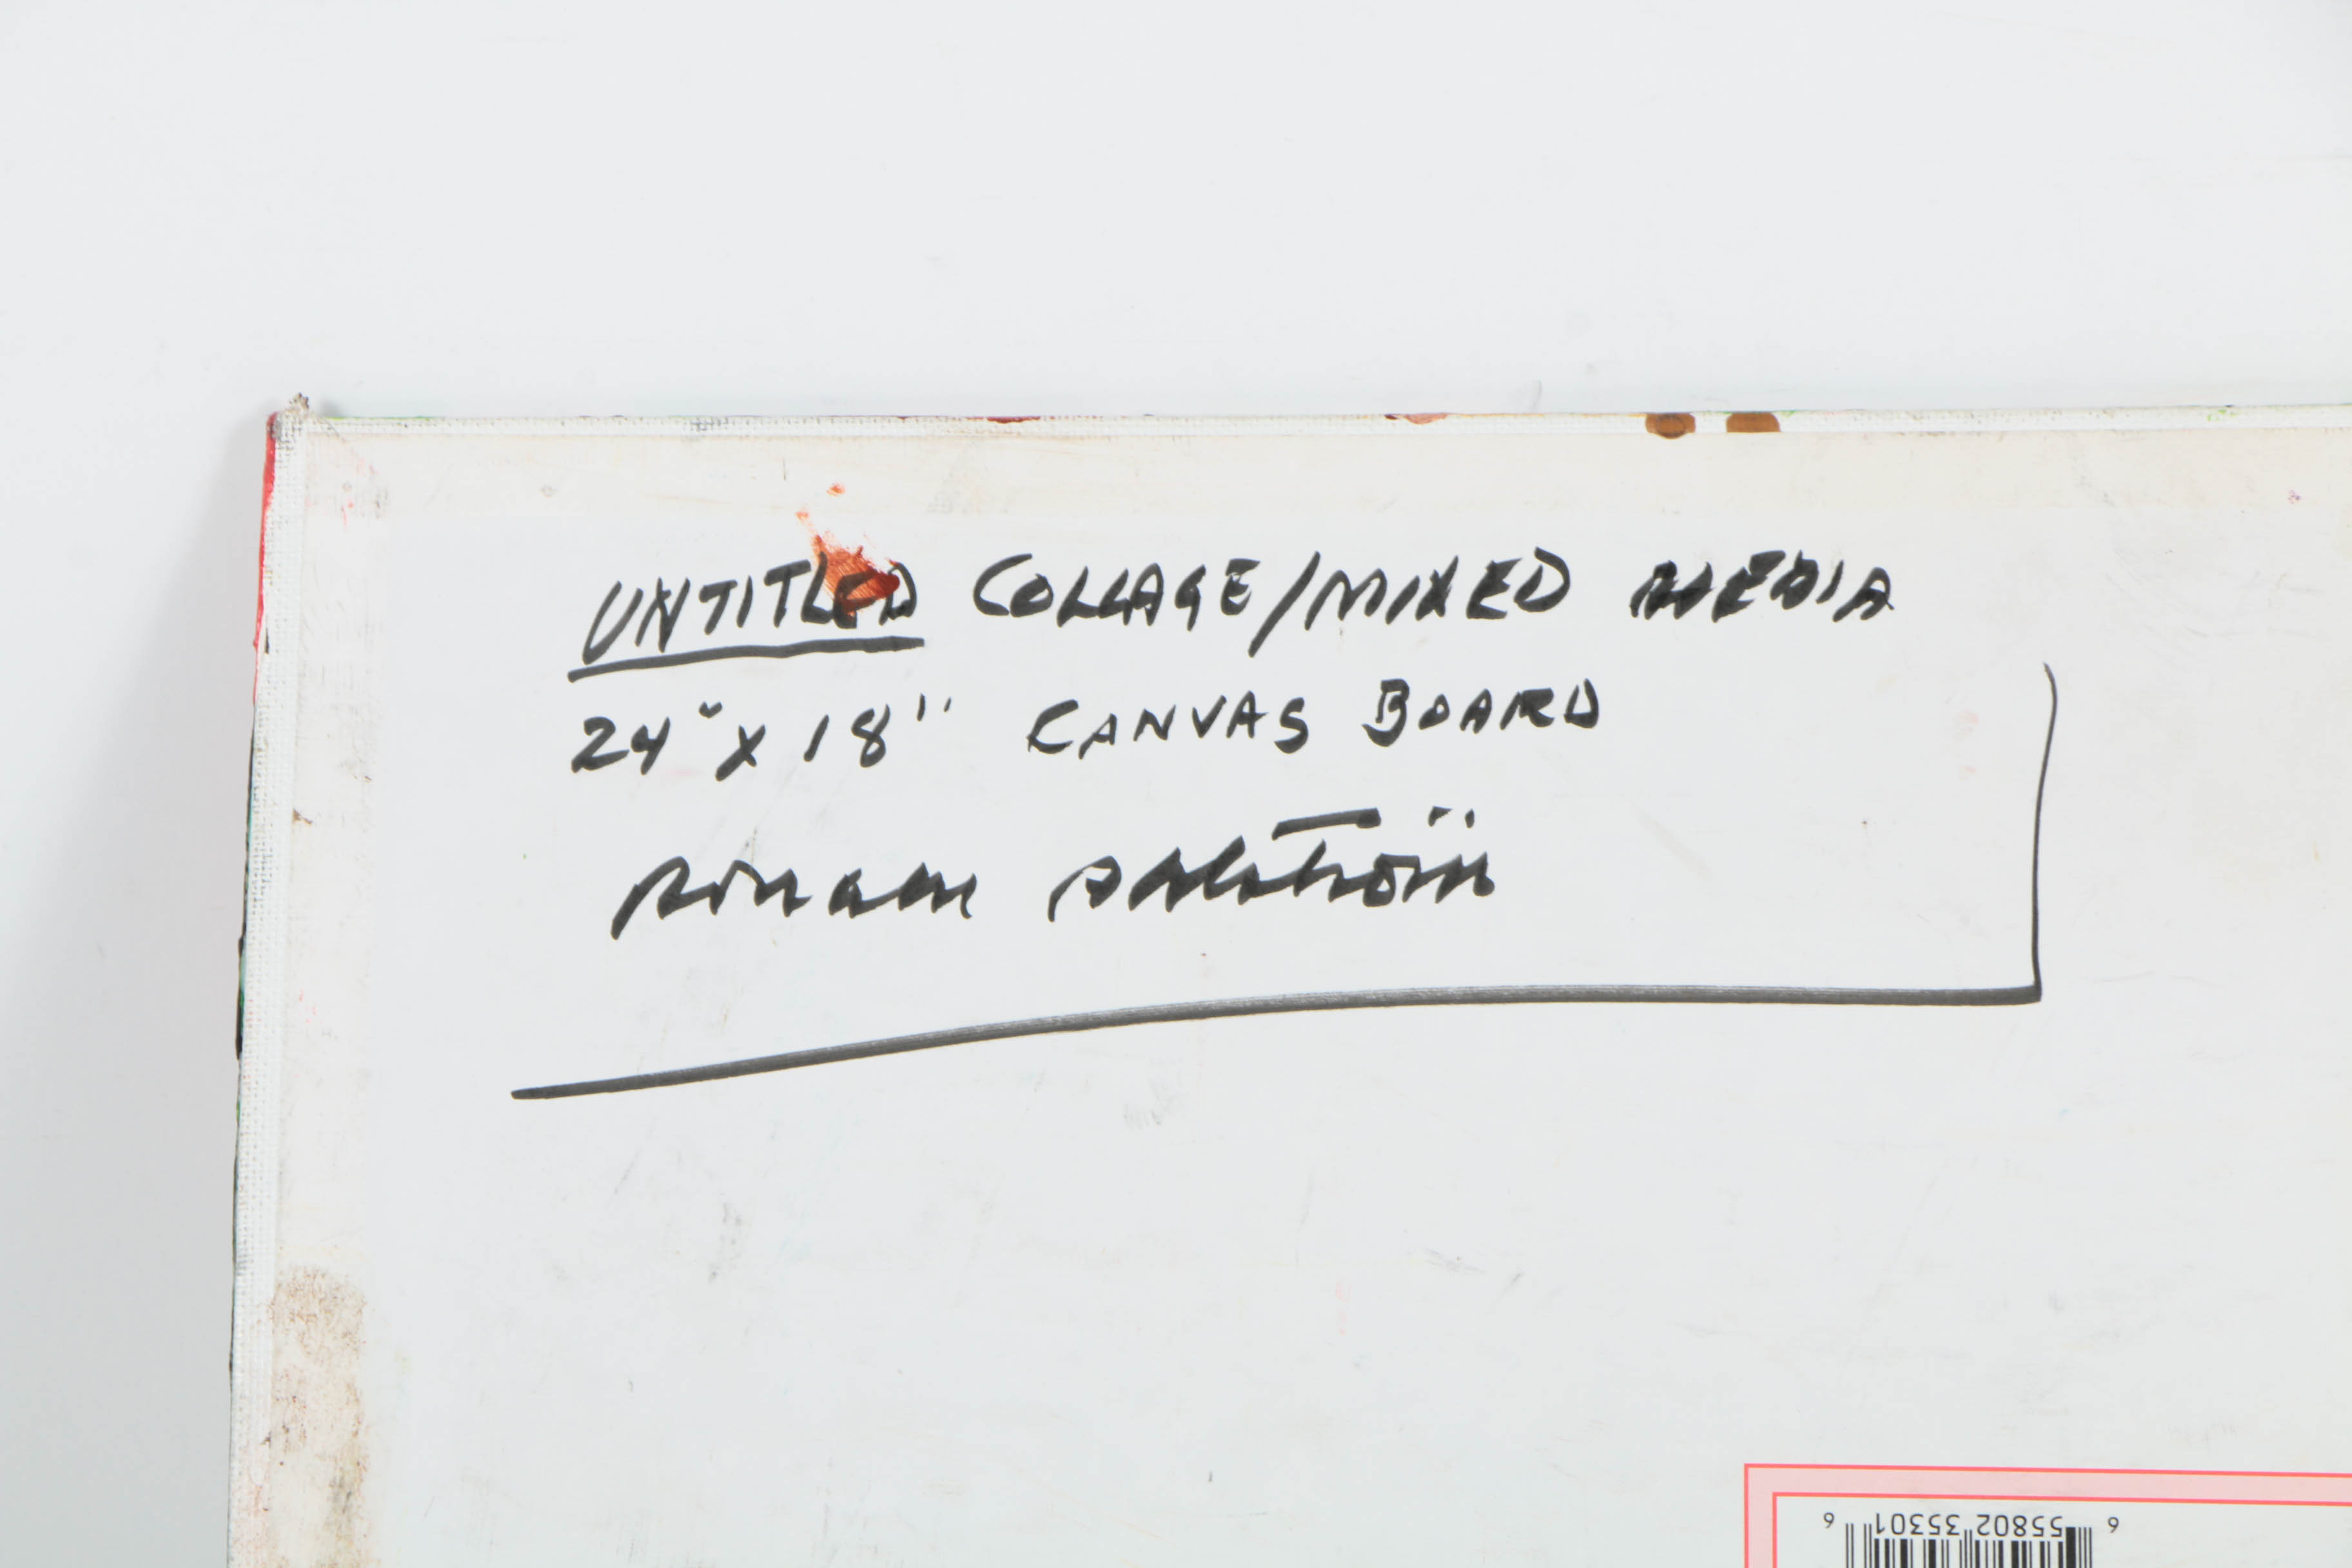 UNTITLED COLLAGE/MIXED MEDIA
24" x 18" CANVAS BOARD
6 55802 35301 6